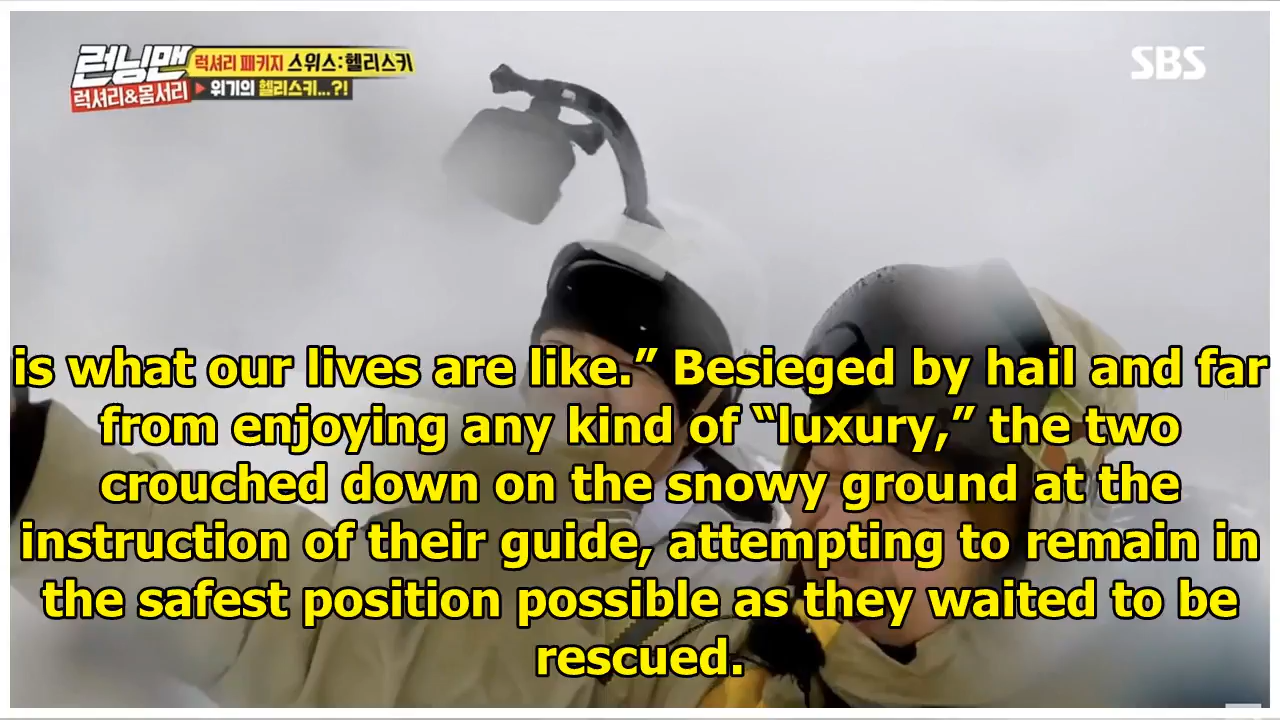 런닝맨 럭셔리 패키지 스위스:헬리스키
럭셔리&몸서리 ▶ 위기의 헬리스키...?!
SBS
is what our lives are like.” Besieged by hail and far
from enjoying any kind of “luxury,” the two
crouched down on the snowy ground at the
instruction of their guide, attempting to remain in
the safest position possible as they waited to be
rescued.